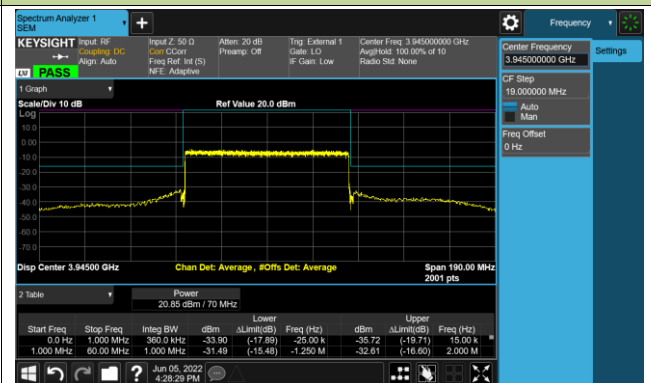 Spectrum Analyzer 1
SEM
+
Frequency
KEYSIGHT
Input: RF
Coupling: DC
Align: Auto
Input Z: 50 Ω
Corr CCorr
Freq Ref: Int (S)
NFE: Adaptive
Atten: 20 dB
Preamp: Off
Trig: External 1
Gate: LO
IF Gain: Low
Center Freq: 3.945000000 GHz
Avg|Hold: 100.00% of 10
Radio Std: None
LXI PASS
Center Frequency
3.945000000 GHz
Settings
CF Step
19.000000 MHz
Auto
Man
Freq Offset
0 Hz
1 Graph
Scale/Div 10 dB
Ref Value 20.0 dBm
Log
10.0
0.00
-10.0
-20.0
-30.0
-40.0
-50.0
-60.0
-70.0
Disp Center 3.94500 GHz
Chan Det: Average, #Offs Det: Average
Span 190.00 MHz
2001 pts
2 Table
Power
20.85 dBm / 70 MHz
Lower Upper
Start Freq Stop Freq Integ BW dBm ΔLimit(dB) Freq (Hz) dBm ΔLimit(dB) Freq (Hz)
0.0 Hz 1.000 MHz 360.0 kHz -33.90 (-17.89) -25.00 k -35.72 (-19.71) 15.00 k
1.000 MHz 60.00 MHz 1.000 MHz -31.49 (-15.48) -1.250 M -32.61 (-16.60) 2.000 M
?
Jun 05, 2022
4:28:29 PM